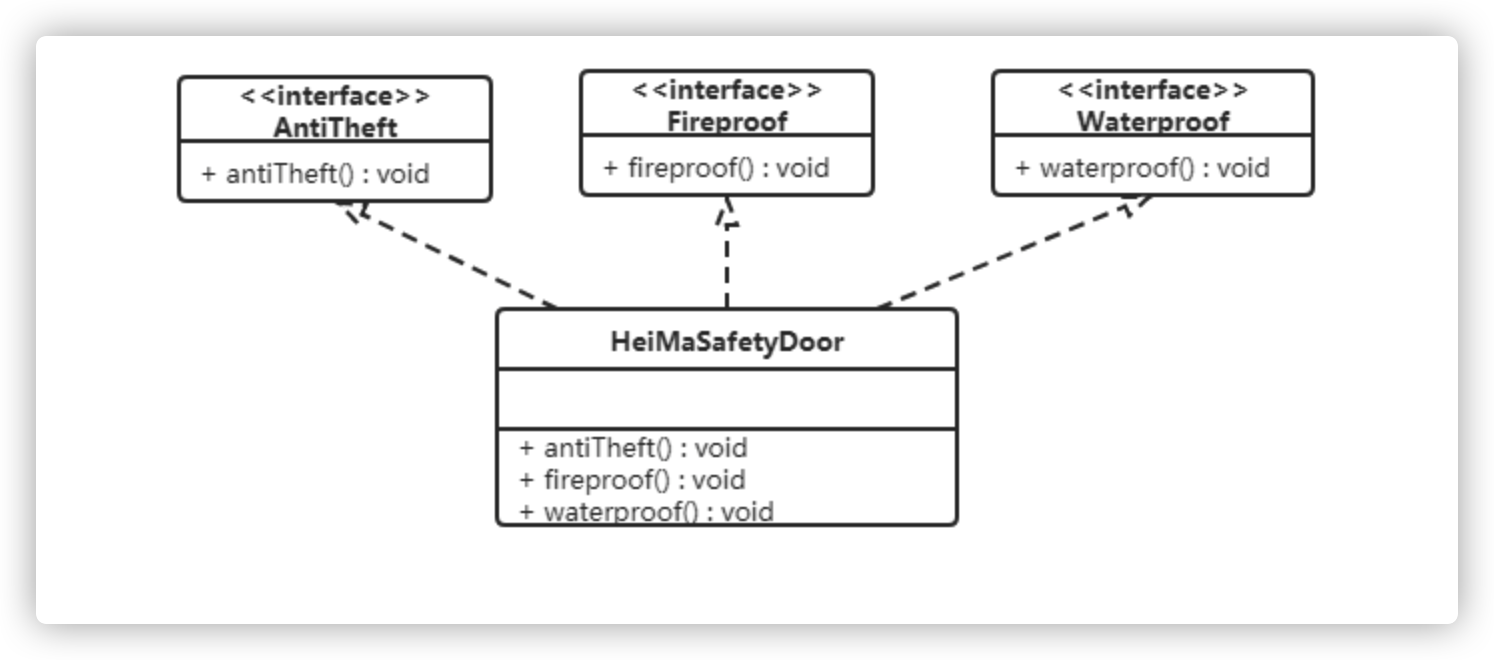 <<interface>>
AntiTheft
+ antiTheft() : void
<<interface>>
Fireproof
+ fireproof() : void
<<interface>>
Waterproof
+ waterproof() : void
HeiMaSafetyDoor
+ antiTheft() : void
+ fireproof() : void
+ waterproof() : void